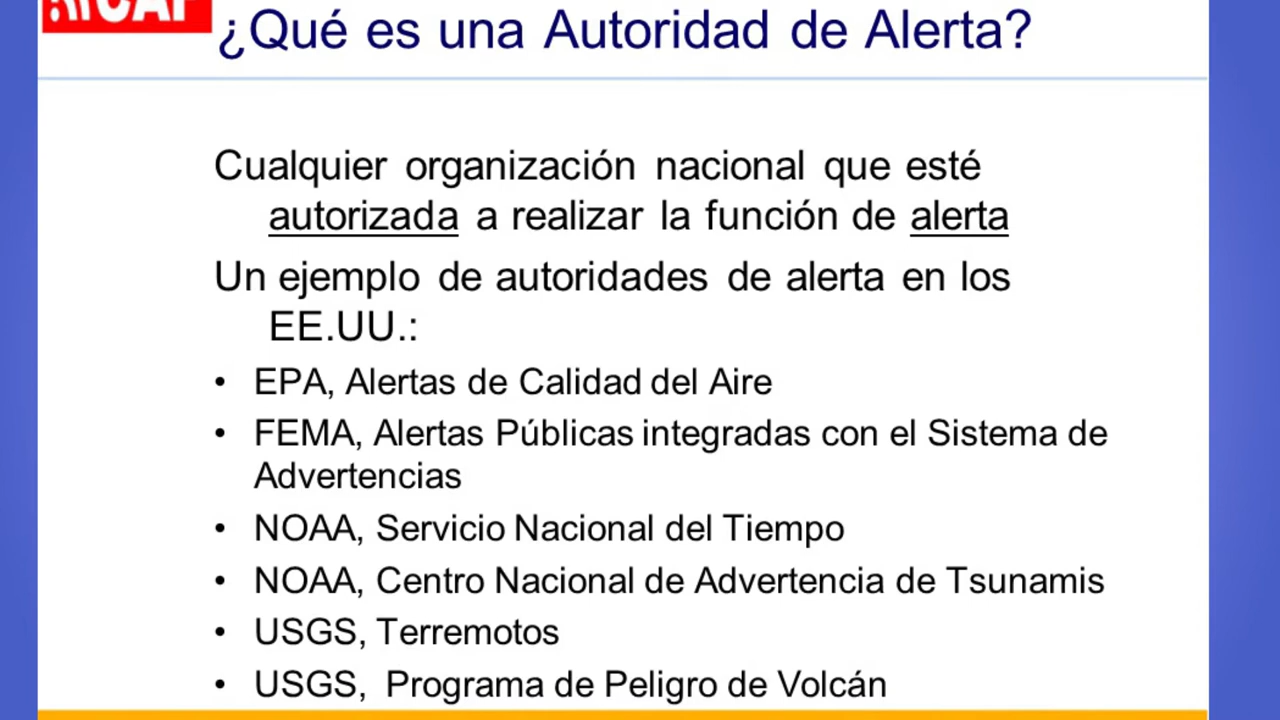 CAP
¿Qué es una Autoridad de Alerta?
Cualquier organización nacional que esté
autorizada a realizar la función de alerta
Un ejemplo de autoridades de alerta en los
EE.UU.:
• EPA, Alertas de Calidad del Aire
• FEMA, Alertas Públicas integradas con el Sistema de
Advertencias
• NOAA, Servicio Nacional del Tiempo
• NOAA, Centro Nacional de Advertencia de Tsunamis
• USGS, Terremotos
• USGS, Programa de Peligro de Volcán